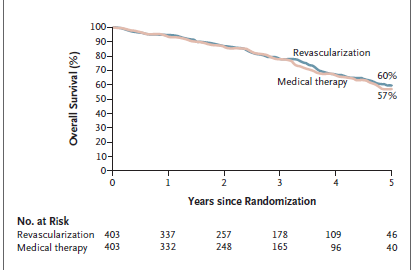 Overall Survival (%)
100
90
80
70
60
50
40
30
20
10
0
Revascularization
Medical therapy
60%
57%
0 1 2 3 4 5
Years since Randomization
No. at Risk
Revascularization 403 337 257 178 109 46
Medical therapy 403 332 248 165 96 40